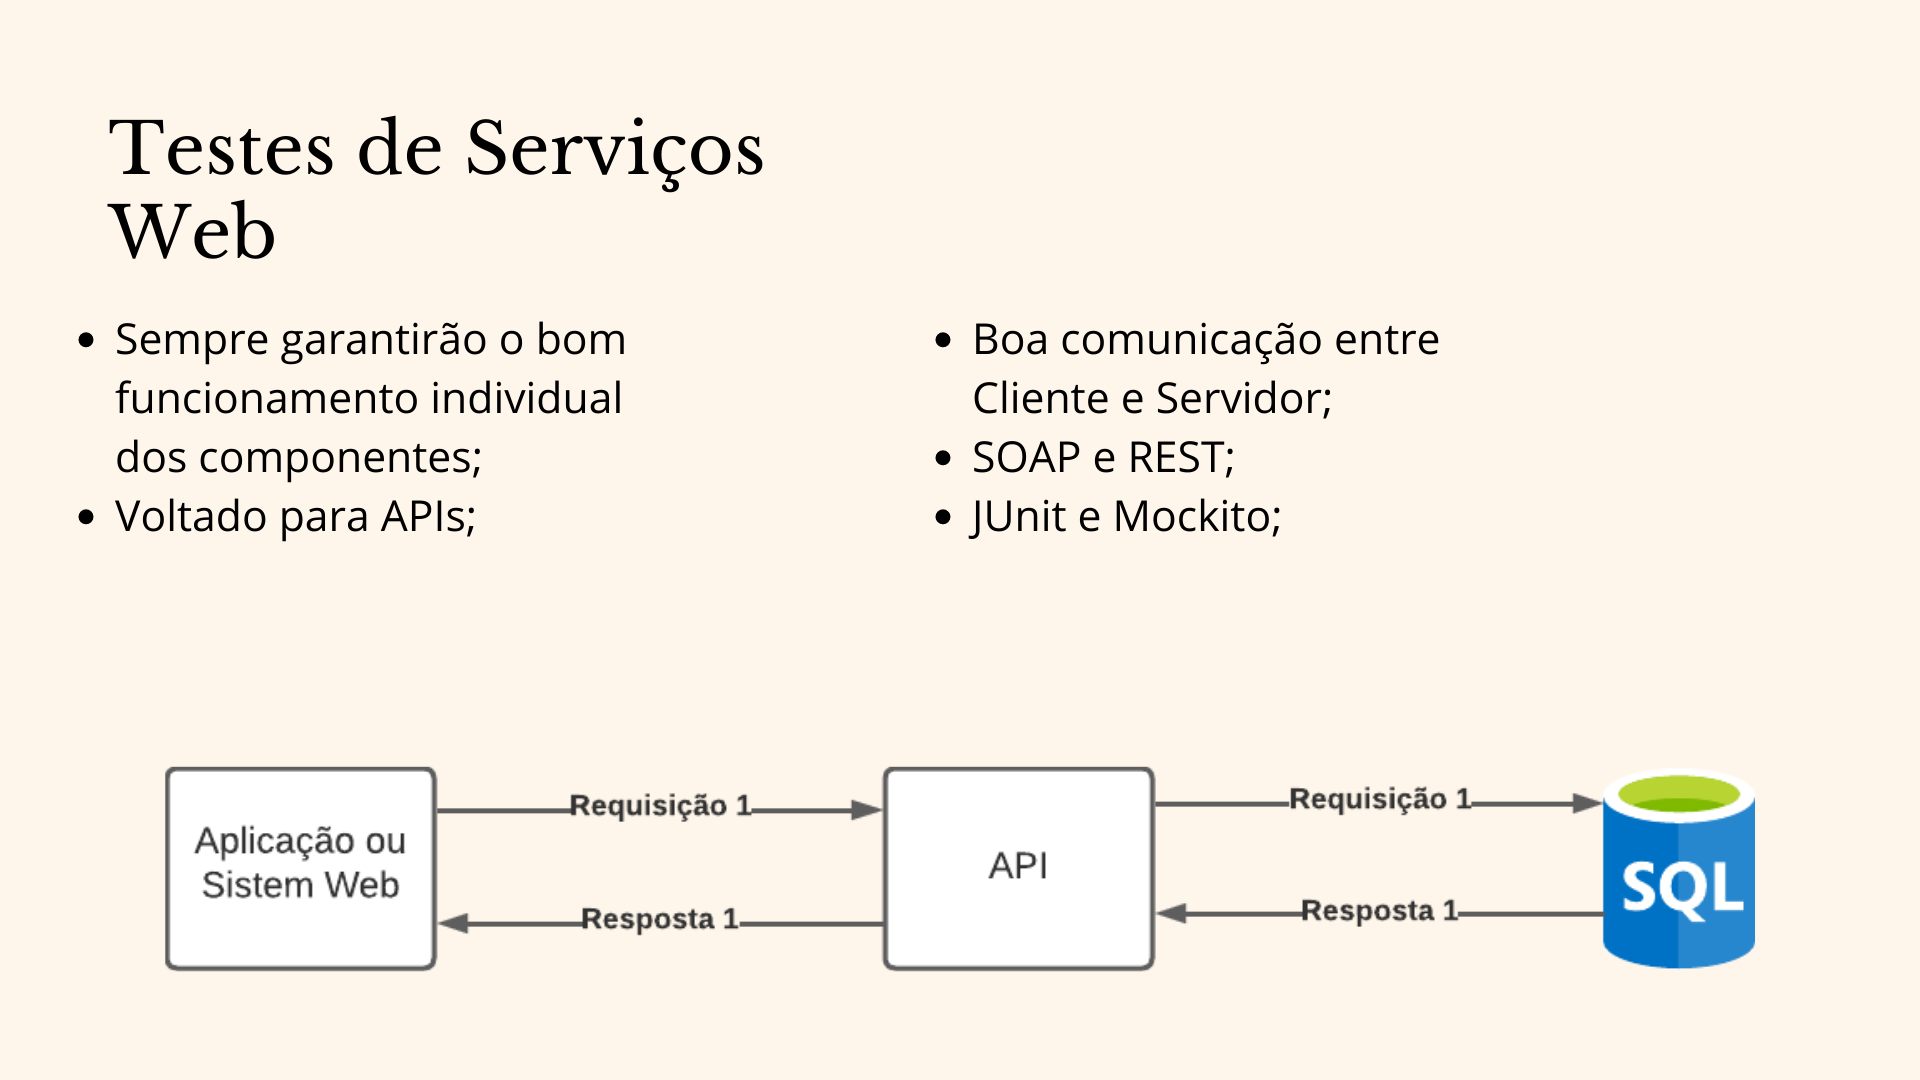 Testes de Serviços
Web
• Sempre garantirão o bom
funcionamento individual
dos componentes;
• Voltado para APIs;
• Boa comunicação entre
Cliente e Servidor;
• SOAP e REST;
• JUnit e Mockito;
Aplicação ou
Sistem Web
Requisição 1
Resposta 1
API
Requisição 1
Resposta 1
SQL